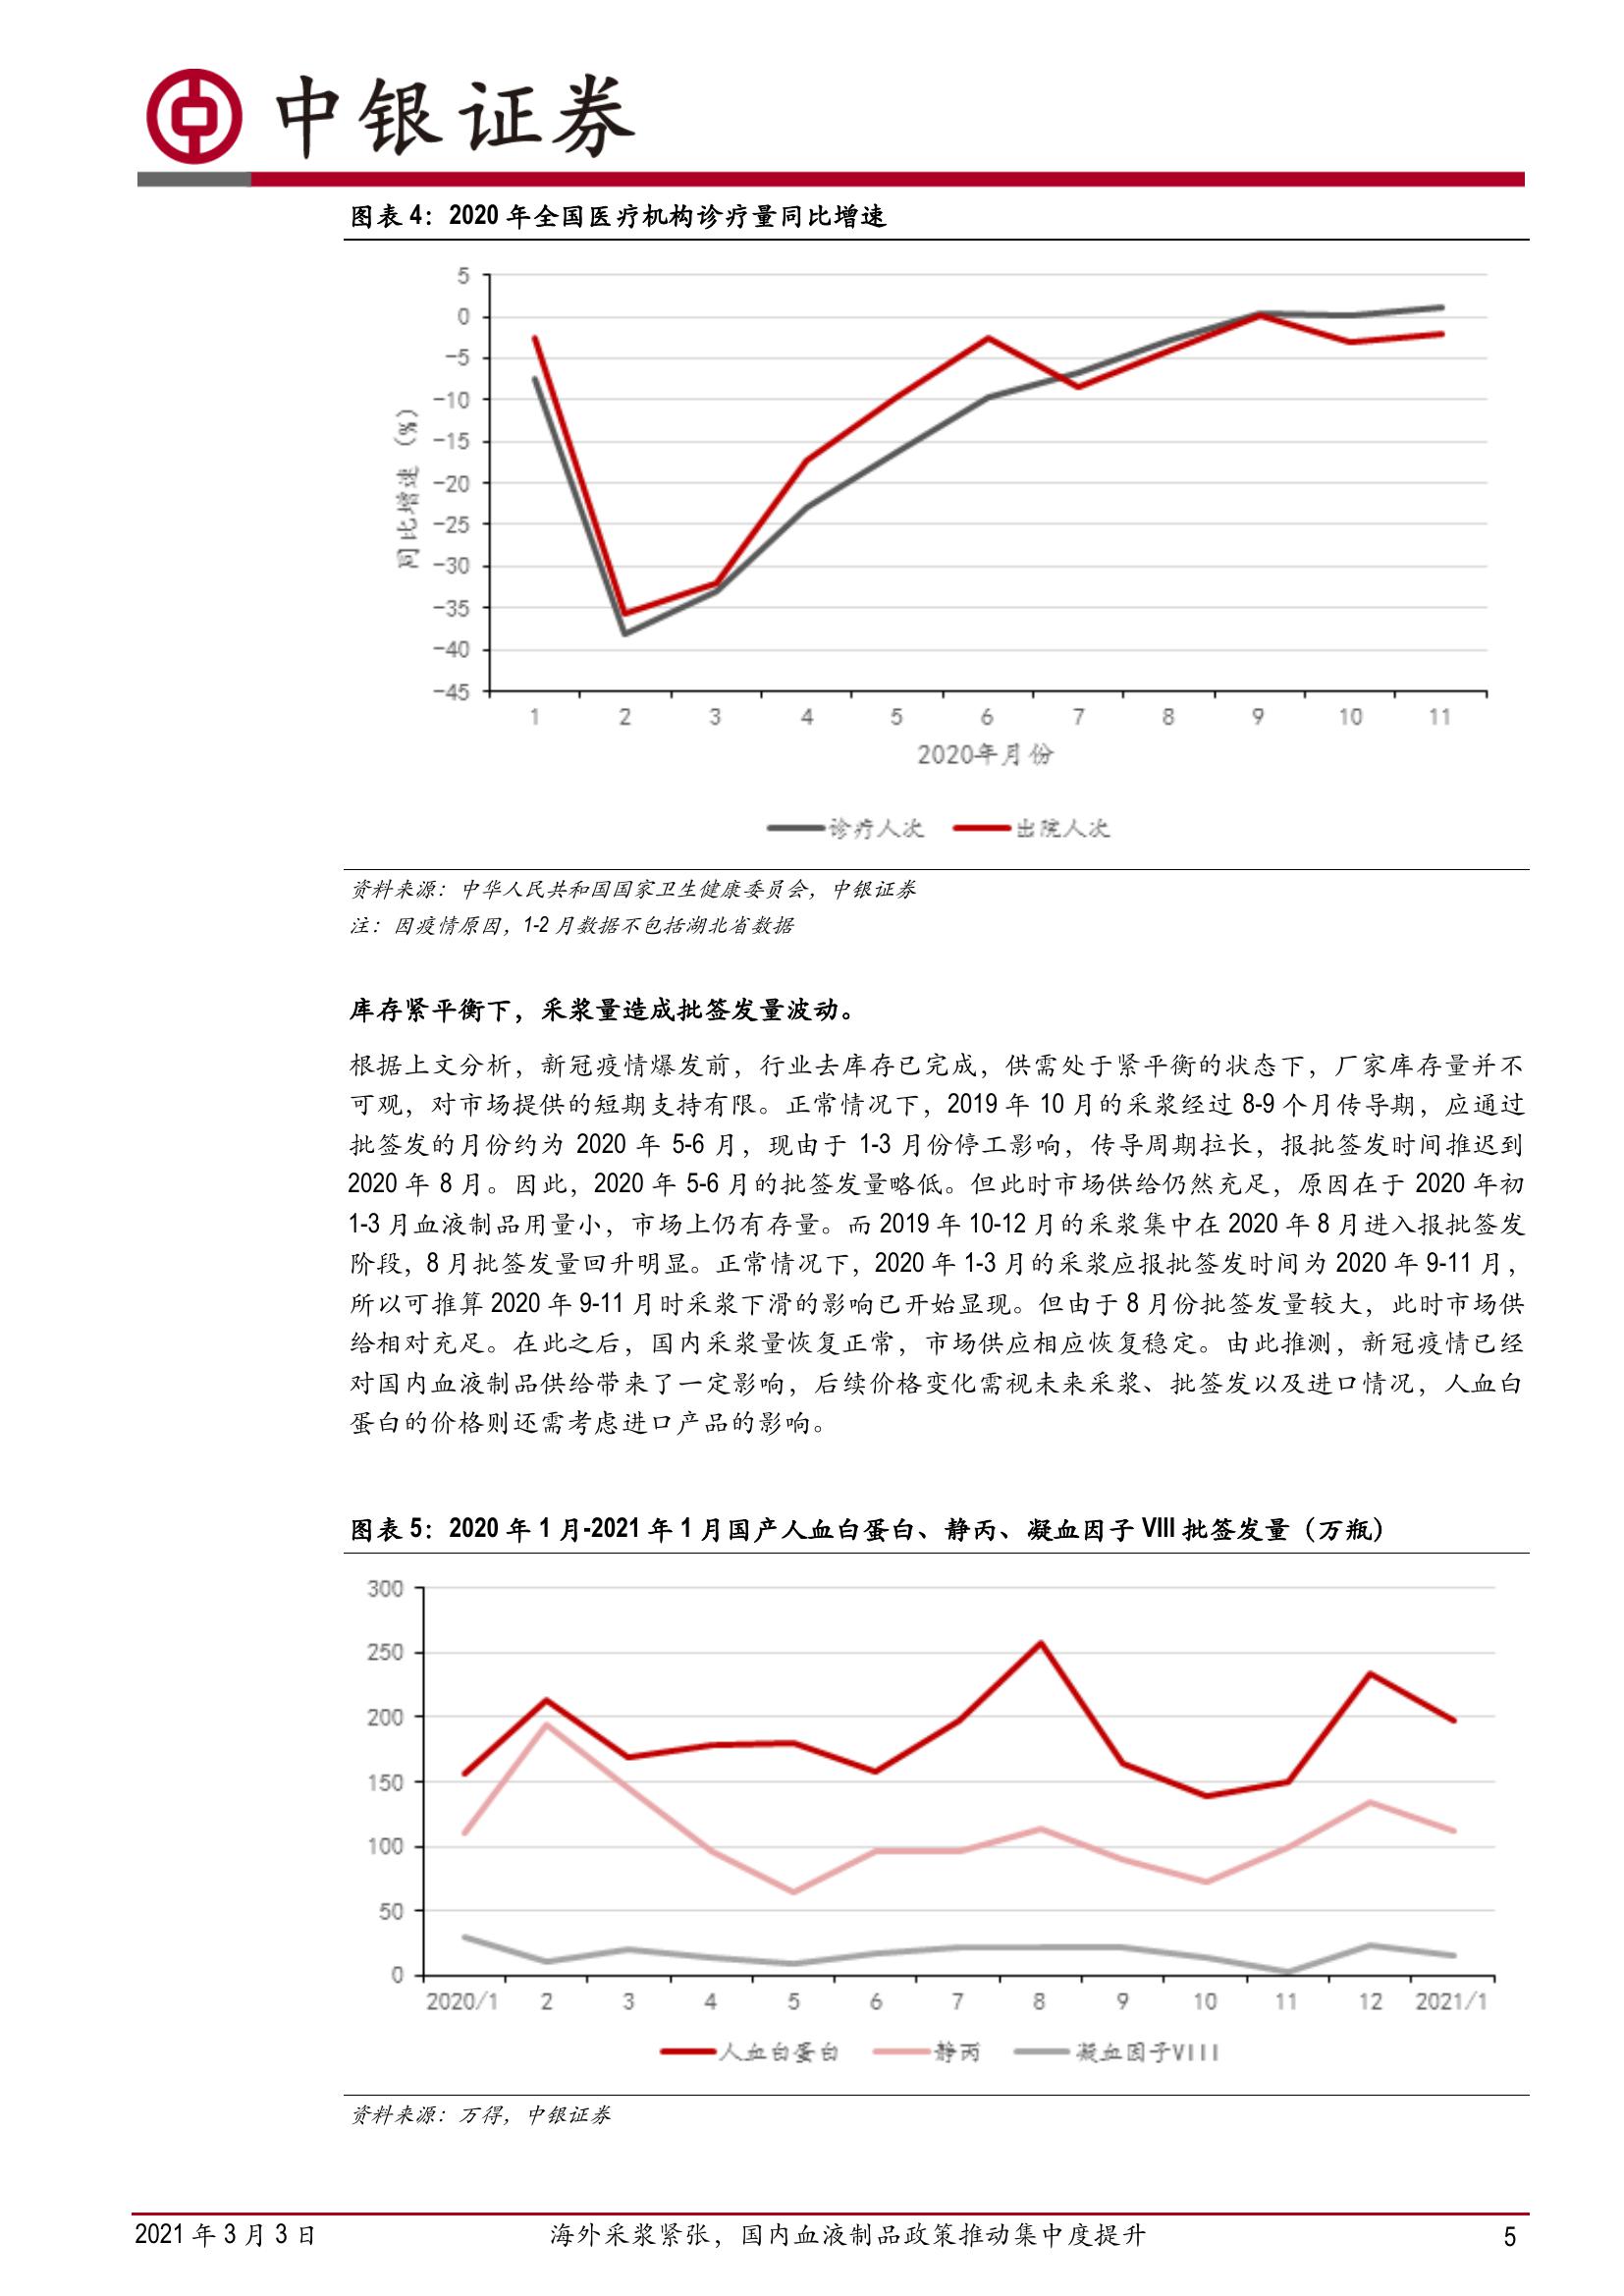 中银证券
图表 4：2020 年全国医疗机构诊疗量同比增速
5
0
-5
-10
-15
-20
-25
-30
-35
-40
-45
同比增速（%）
1 2 3 4 5 6 7 8 9 10 11
2020年月份
诊疗人次 出院人次
资料来源：中华人民共和国国家卫生健康委员会，中银证券
注：因疫情原因，1-2 月数据不包括湖北省数据
库存紧平衡下，采浆量造成批签发量波动。
根据上文分析，新冠疫情爆发前，行业去库存已完成，供需处于紧平衡的状态下，厂家库存量并不
可观，对市场提供的短期支持有限。正常情况下，2019 年 10 月的采浆经过 8-9 个月传导期，应通过
批签发的月份约为 2020 年 5-6 月，现由于 1-3 月份停工影响，传导周期拉长，报批签发时间推迟到
2020 年 8 月。因此，2020 年 5-6 月的批签发量略低。但此时市场供给仍然充足，原因在于 2020 年初
1-3 月血液制品用量小，市场上仍有存量。而 2019 年 10-12 月的采浆集中在 2020 年 8 月进入报批签发
阶段，8 月批签发量回升明显。正常情况下，2020 年 1-3 月的采浆应报批签发时间为 2020 年 9-11 月，
所以可推算 2020 年 9-11 月时采浆下滑的影响已开始显现。但由于 8 月份批签发量较大，此时市场供
给相对充足。在此之后，国内采浆量恢复正常，市场供应相应恢复稳定。由此推测，新冠疫情已经
对国内血液制品供给带来了一定影响，后续价格变化需视未来采浆、批签发以及进口情况，人血白
蛋白的价格则还需考虑进口产品的影响。
图表 5：2020 年 1 月-2021 年 1 月国产人血白蛋白、静丙、凝血因子 VIII 批签发量（万瓶）
300
250
200
150
100
50
0
2020/1 2 3 4 5 6 7 8 9 10 11 12 2021/1
人血白蛋白 静丙 凝血因子VIII
资料来源：万得，中银证券
2021 年 3 月 3 日 海外采浆紧张，国内血液制品政策推动集中度提升 5